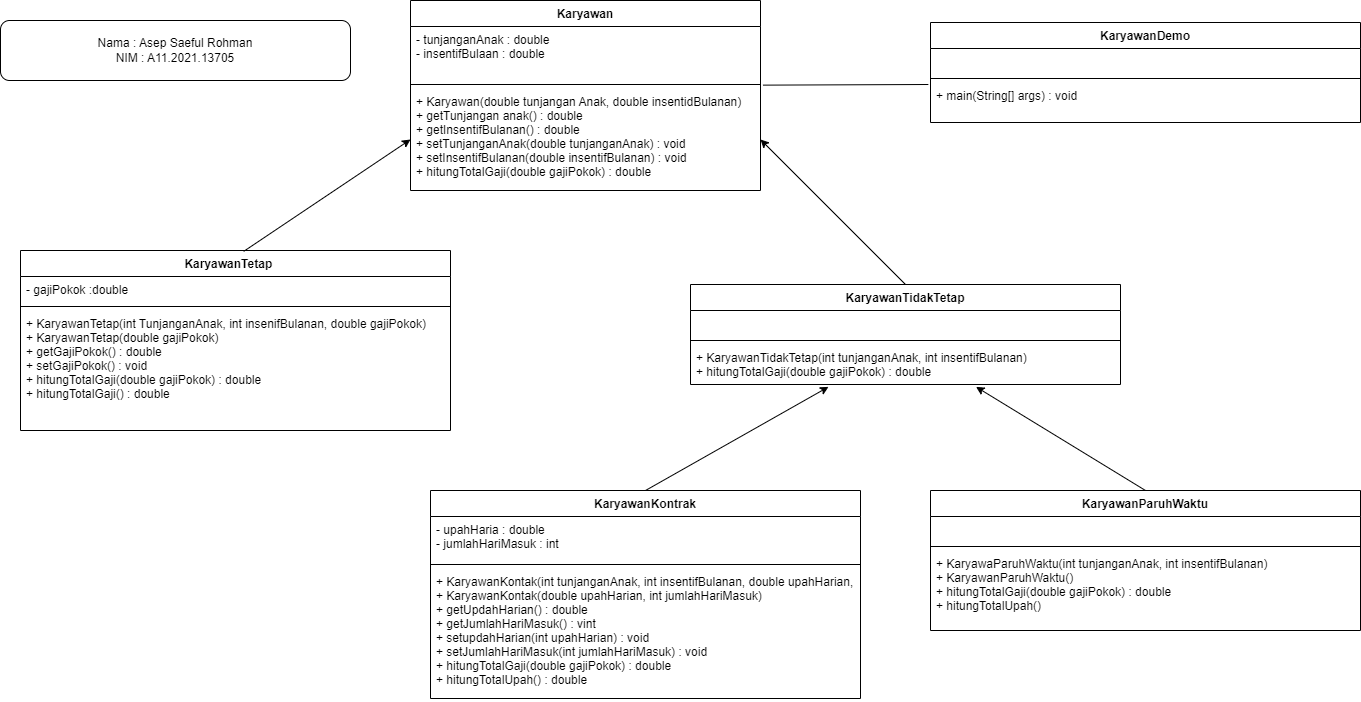 Nama : Asep Saeful Rohman
NIM : A11.2021.13705
Karyawan
- tunjanganAnak : double
- insentifBulaan : double
+ Karyawan(double tunjangan Anak, double insentidBulanan)
+ getTunjangan anak() : double
+ getInsentifBulanan() : double
+ setTunjanganAnak(double tunjanganAnak) : void
+ setInsentifBulanan(double insentifBulanan) : void
+ hitungTotalGaji(double gajiPokok) : double
KaryawanDemo
+ main(String[] args) : void
KaryawanTetap
- gajiPokok :double
+ KaryawanTetap(int TunjanganAnak, int insenifBulanan, double gajiPokok)
+ KaryawanTetap(double gajiPokok)
+ getGajiPokok() : double
+ setGajiPokok() : void
+ hitungTotalGaji(double gajiPokok) : double
+ hitungTotalGaji() : double
KaryawanTidakTetap
+ KaryawanTidakTetap(int tunjanganAnak, int insentifBulanan)
+ hitungTotalGaji(double gajiPokok) : double
KaryawanKontrak
- upahHaria : double
- jumlahHariMasuk : int
+ KaryawanKontak(int tunjanganAnak, int insentifBulanan, double upahHarian,
+ KaryawanKontak(double upahHarian, int jumlahHariMasuk)
+ getUpdahHarian() : double
+ getJumlahHariMasuk() : vint
+ setupdahHarian(int upahHarian) : void
+ setJumlahHariMasuk(int jumlahHariMasuk) : void
+ hitungTotalGaji(double gajiPokok) : double
+ hitungTotalUpah() : double
KaryawanParuhWaktu
+ KaryawaParuhWaktu(int tunjanganAnak, int insentifBulanan)
+ KaryawanParuhWaktu()
+ hitungTotalGaji(double gajiPokok) : double
+ hitungTotalUpah()